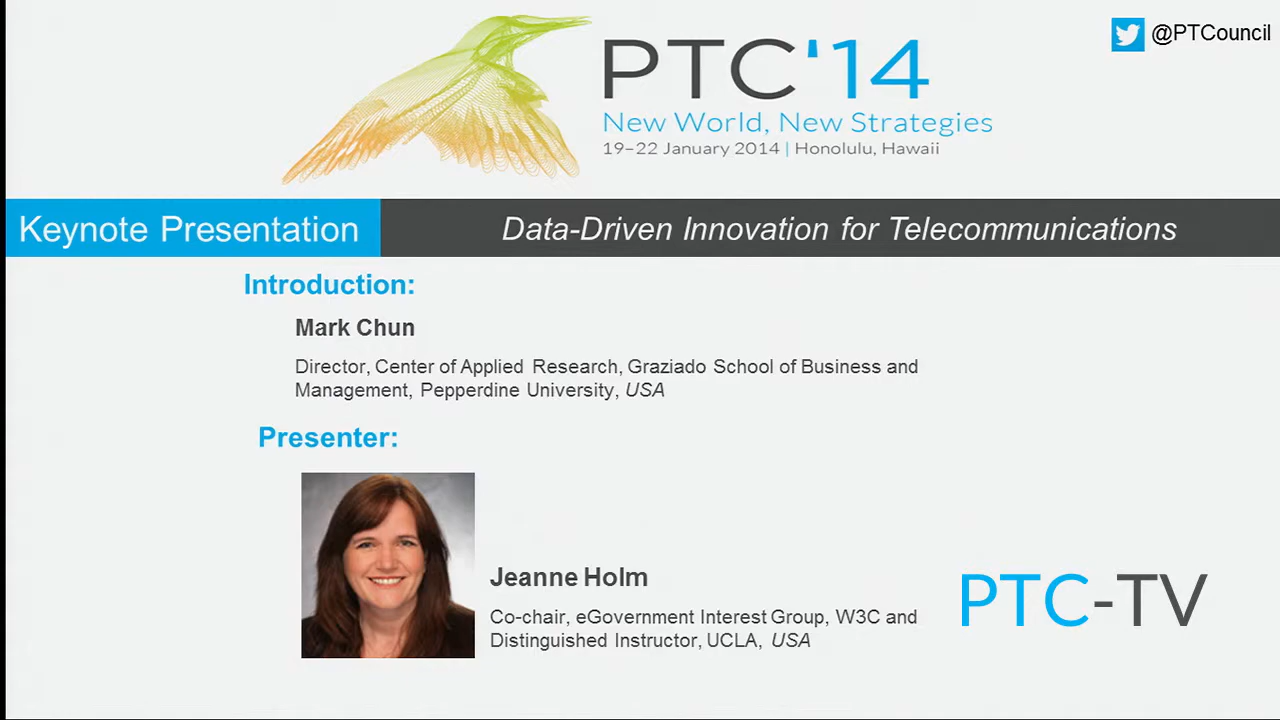 @PTCouncil
PTC'14
New World, New Strategies
19–22 January 2014 | Honolulu, Hawaii
Keynote Presentation
Data-Driven Innovation for Telecommunications
Introduction:
Mark Chun
Director, Center of Applied Research, Graziado School of Business and
Management, Pepperdine University, USA
Presenter:
Jeanne Holm
Co-chair, eGovernment Interest Group, W3C and
Distinguished Instructor, UCLA, USA
PTC-TV